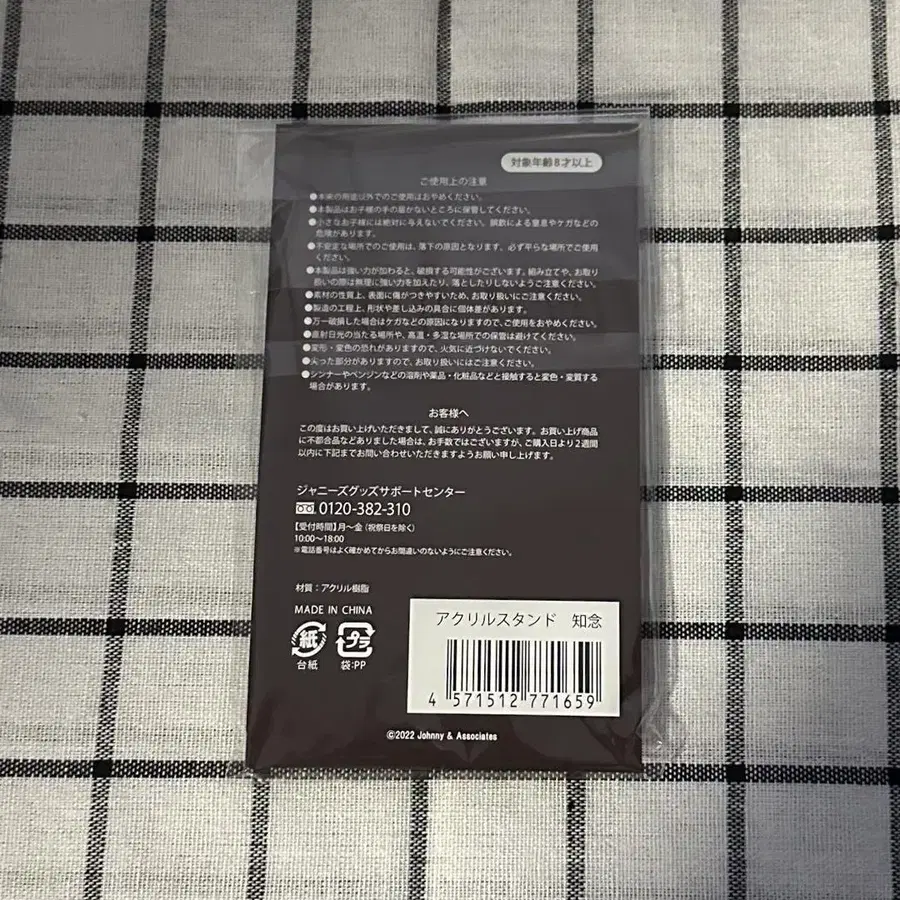 対象年齢8才以上
ご使用上の注意
●本来の用途以外でのご使用はおやめください。
●本製品はお子様の手の届かないところに保管してください。
●小さなお子様には絶対に与えないでください。誤飲による窒息やケガなどの
危険があります。
●不安定な場所でのご使用は、落下の原因となります。必ず平らな場所でご使用
ください。
●本製品は強い力が加わると、破損する可能性がございます。組み立てや、お取り
扱いの際は無理に強い力を加えたり、落としたりしないようご注意ください。
●素材の性質上、表面に傷がつきやすいため、お取り扱いにご注意ください。
●製造の工程上、形状や差し込みの具合に個体差があります。
●万一破損した場合はケガなどの原因になりますので、ご使用をおやめください。
●直射日光の当たる場所や、高温・多湿な場所での保管は避けてください。
●変形・変色の恐れがありますので、火気に近づけないでください。
●尖った部分がありますので、お取り扱いにはご注意ください。
●シンナーやベンジンなどの溶剤や薬品・化粧品などと接触すると変色・変質する
場合があります。
お客様へ
この度はお買い上げいただきまして、誠にありがとうございます。お買い上げ商品
に不都合品などありました場合は、お手数ではございますが、ご購入日より2週間
以内に下記までお問い合わせいただきますようお願い申し上げます。
ジャニーズグッズサポートセンター
0120-382-310
【受付時間】月〜金（祝祭日を除く）
10:00〜18:00
※電話番号はよく確かめてからお間違いのないようにご注意ください。
材質：アクリル樹脂
MADE IN CHINA
紙 プラ
台紙 袋:PP
アクリルスタンド 知念
4 571512 771659
©2022 Johnny & Associates